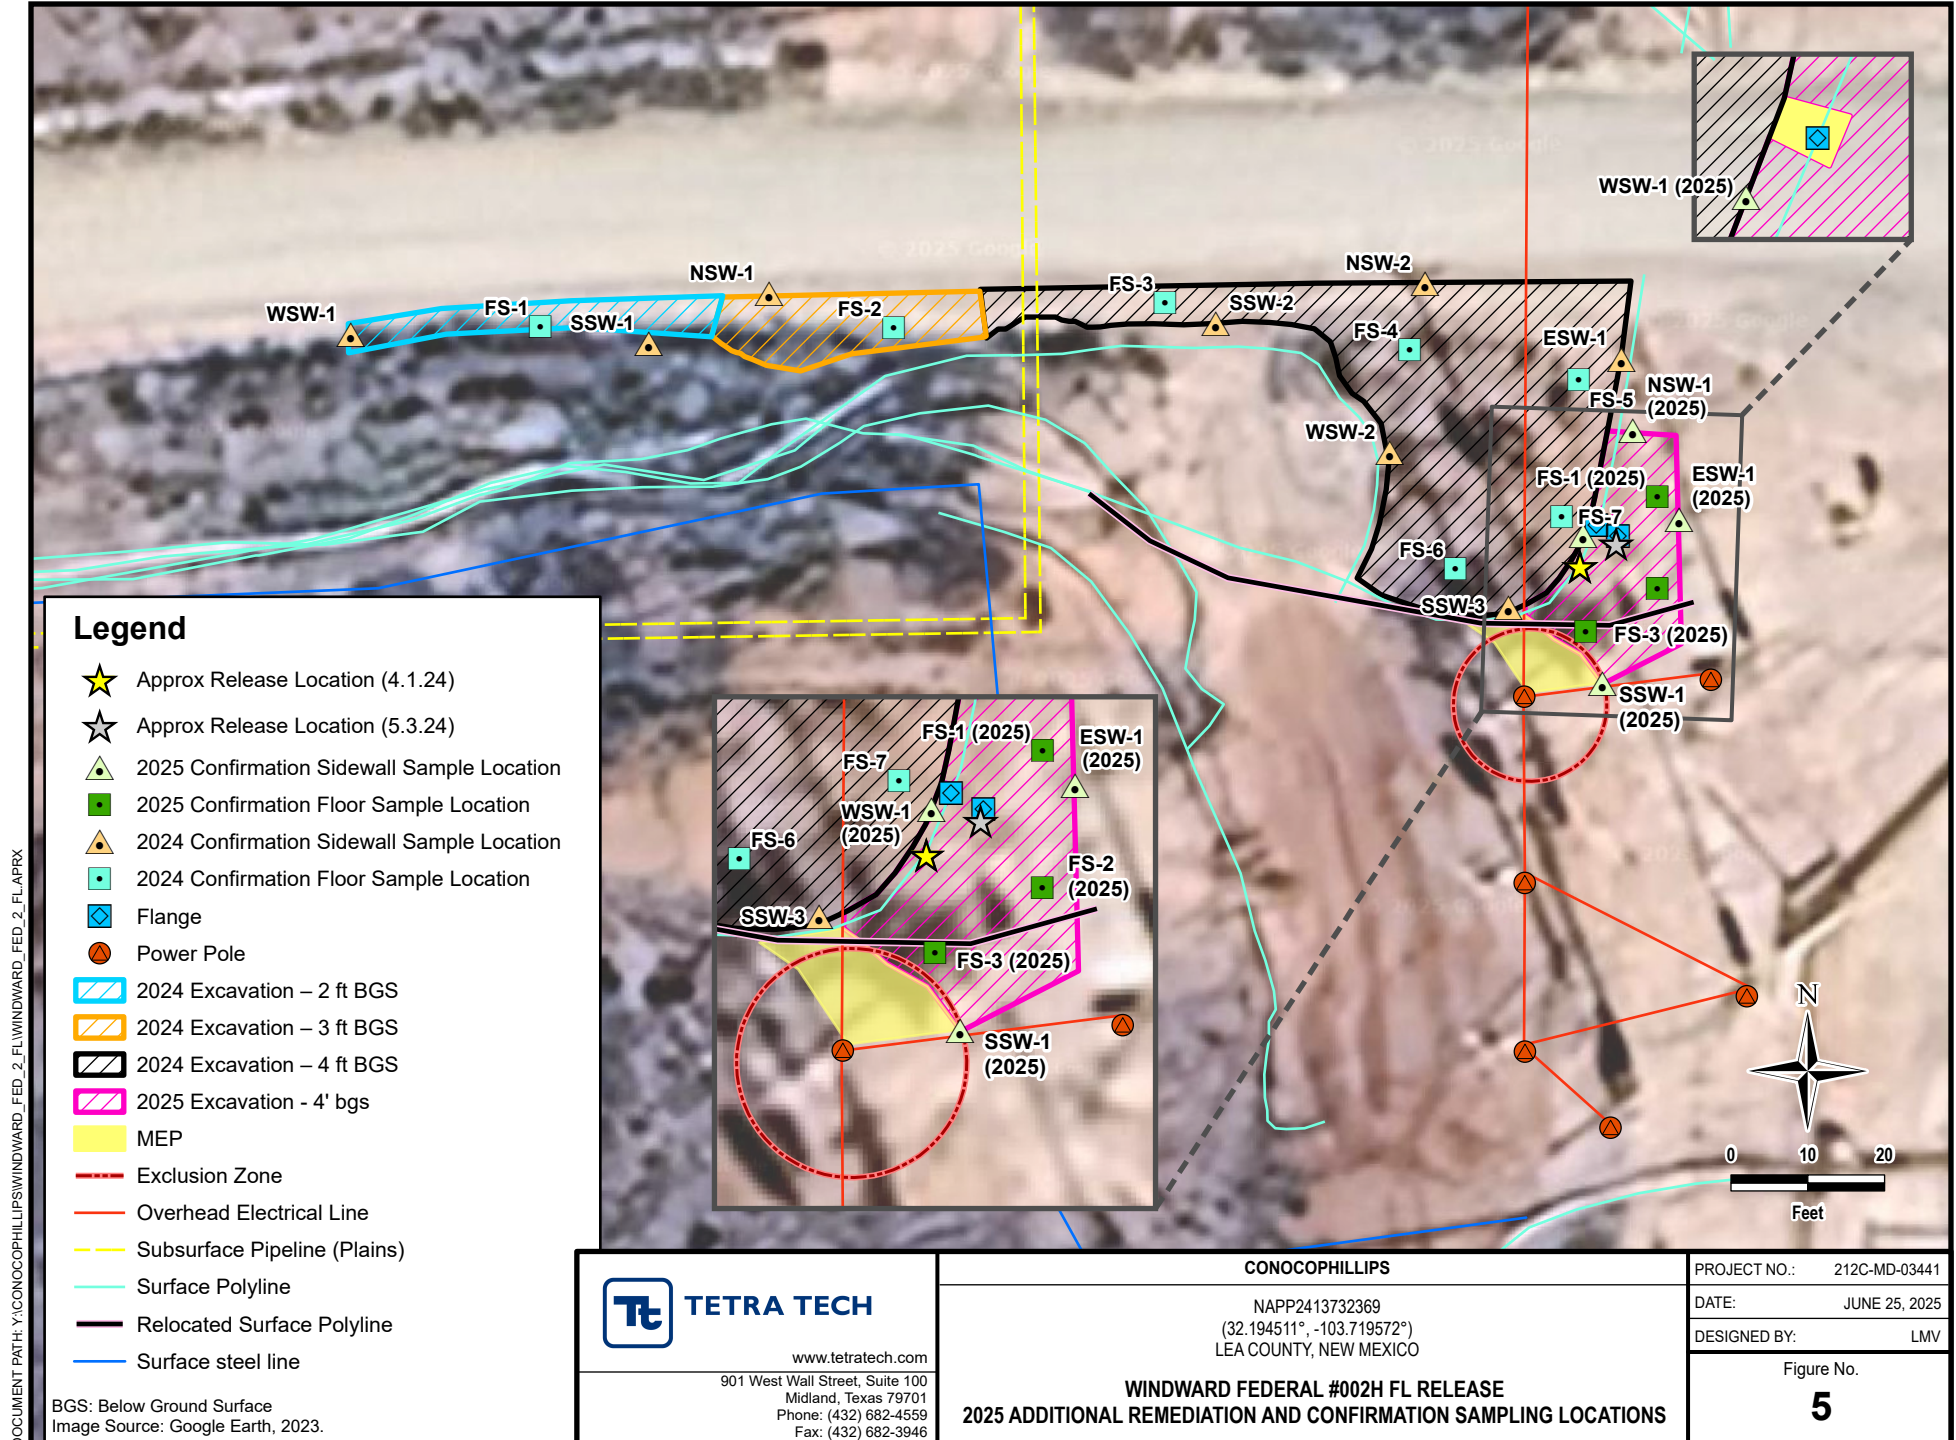 WSW-1 (2025)
NSW-1
NSW-2
WSW-1
FS-1
SSW-1
FS-2
FS-3
SSW-2
FS-4
ESW-1
FS-5
NSW-1
(2025)
WSW-2
FS-1 (2025)
ESW-1
(2025)
FS-7
FS-6
SSW-3
FS-3 (2025)
SSW-1
(2025)
© 2025 Google
© 2025 Google
FS-1 (2025)
ESW-1
(2025)
FS-7
WSW-1
(2025)
FS-6
FS-2
(2025)
SSW-3
FS-3 (2025)
SSW-1
(2025)
Legend
Approx Release Location (4.1.24)
Approx Release Location (5.3.24)
2025 Confirmation Sidewall Sample Location
2025 Confirmation Floor Sample Location
2024 Confirmation Sidewall Sample Location
2024 Confirmation Floor Sample Location
Flange
Power Pole
2024 Excavation – 2 ft BGS
2024 Excavation – 3 ft BGS
2024 Excavation – 4 ft BGS
2025 Excavation - 4' bgs
MEP
Exclusion Zone
Overhead Electrical Line
Subsurface Pipeline (Plains)
Surface Polyline
Relocated Surface Polyline
Surface steel line
BGS: Below Ground Surface
Image Source: Google Earth, 2023.
DOCUMENT PATH: Y:\CONOCOPHILLIPS\WINDWARD_FED_2_FL\WINDWARD_FED_2_FL.APRX
N
0 10 20
Feet
Tt TETRA TECH
www.tetratech.com
901 West Wall Street, Suite 100
Midland, Texas 79701
Phone: (432) 682-4559
Fax: (432) 682-3946
CONOCOPHILLIPS
NAPP2413732369
(32.194511°, -103.719572°)
LEA COUNTY, NEW MEXICO
WINDWARD FEDERAL #002H FL RELEASE
2025 ADDITIONAL REMEDIATION AND CONFIRMATION SAMPLING LOCATIONS
PROJECT NO.: 212C-MD-03441
DATE: JUNE 25, 2025
DESIGNED BY: LMV
Figure No.
5